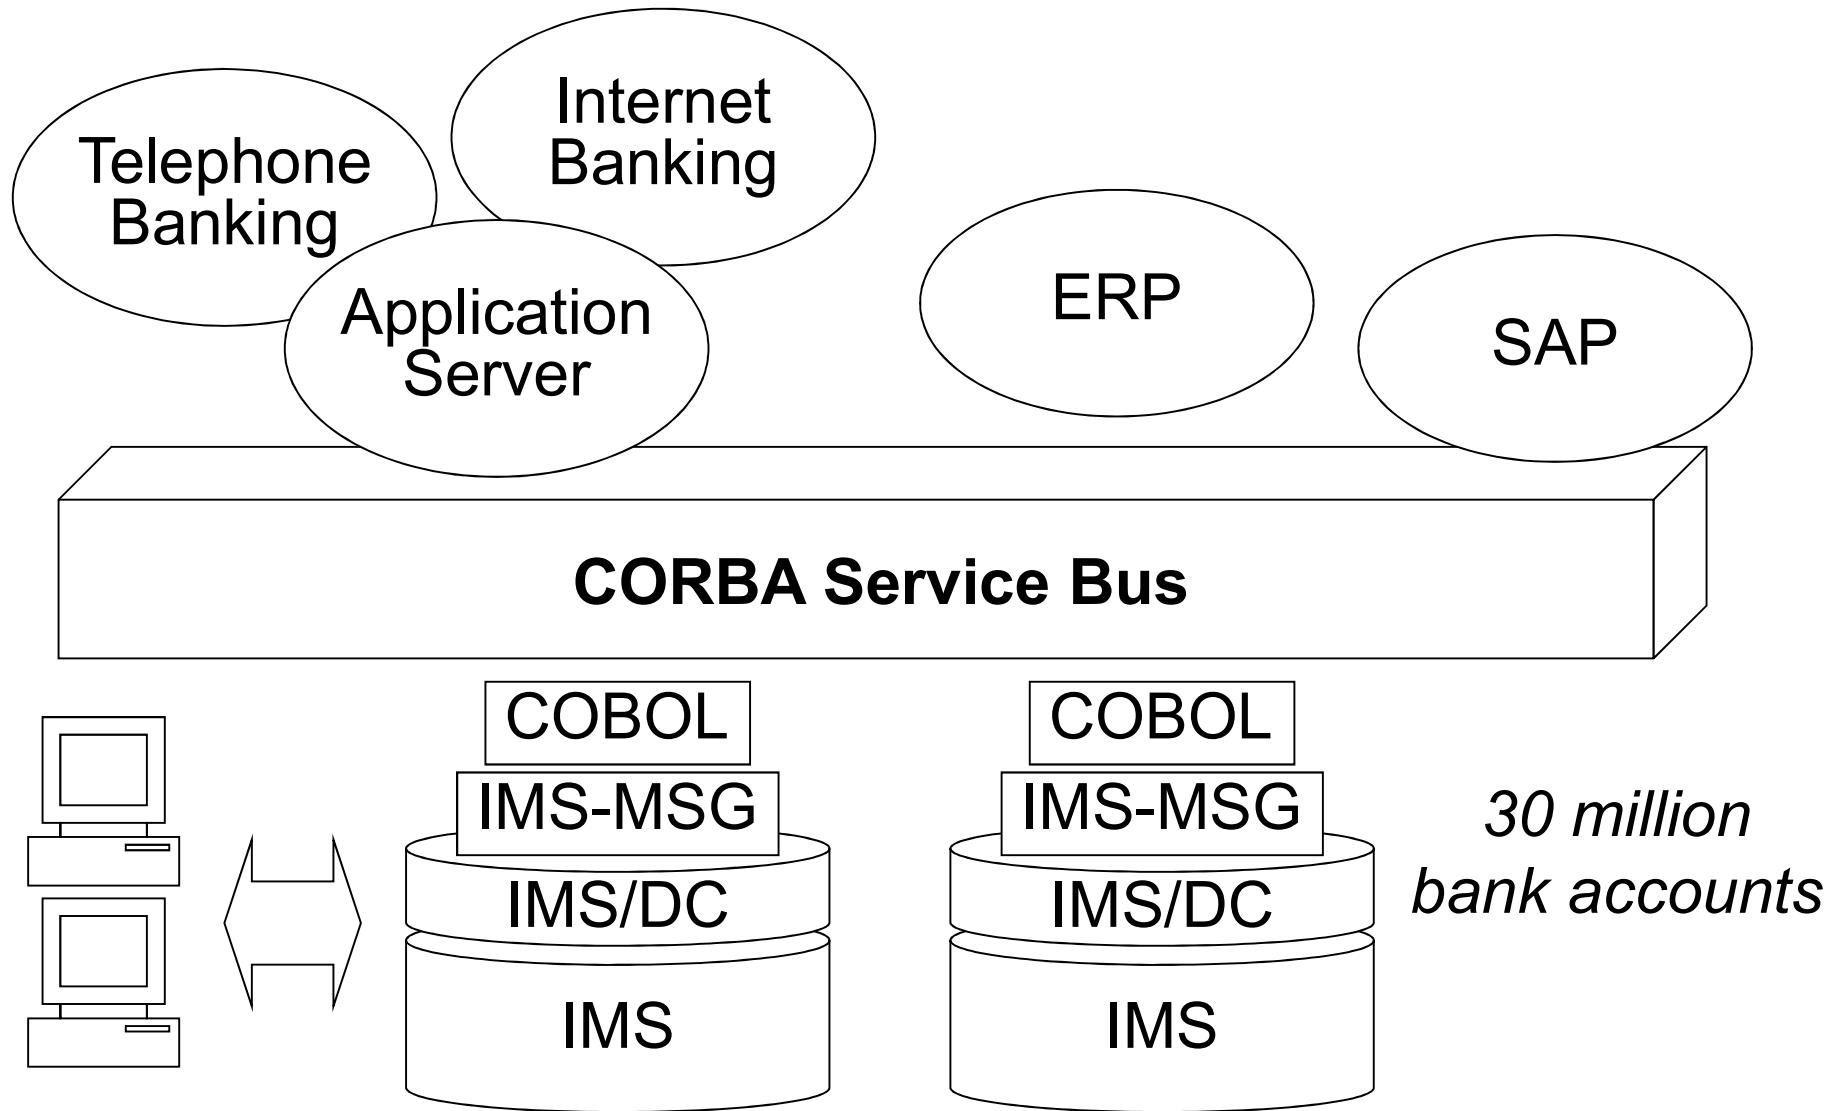 Internet
Banking
Telephone
Banking
Application
Server
ERP
SAP
CORBA Service Bus
COBOL
IMS-MSG
IMS/DC
IMS
COBOL
IMS-MSG
IMS/DC
IMS
30 million
bank accounts